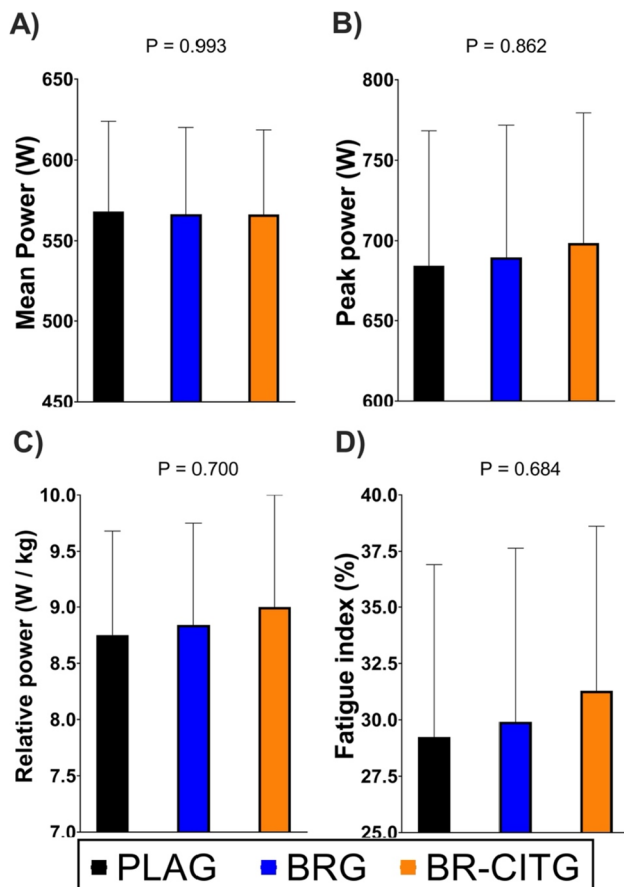 A)
P = 0.993
Mean Power (W)
650
600
550
500
450
B)
P = 0.862
Peak power (W)
800
750
700
650
600
C)
P = 0.700
Relative power (W / kg)
10.0
9.5
9.0
8.5
8.0
7.5
7.0
D)
P = 0.684
Fatigue index (%)
40.0
37.5
35.0
32.5
30.0
27.5
25.0
PLAG BRG BR-CITG